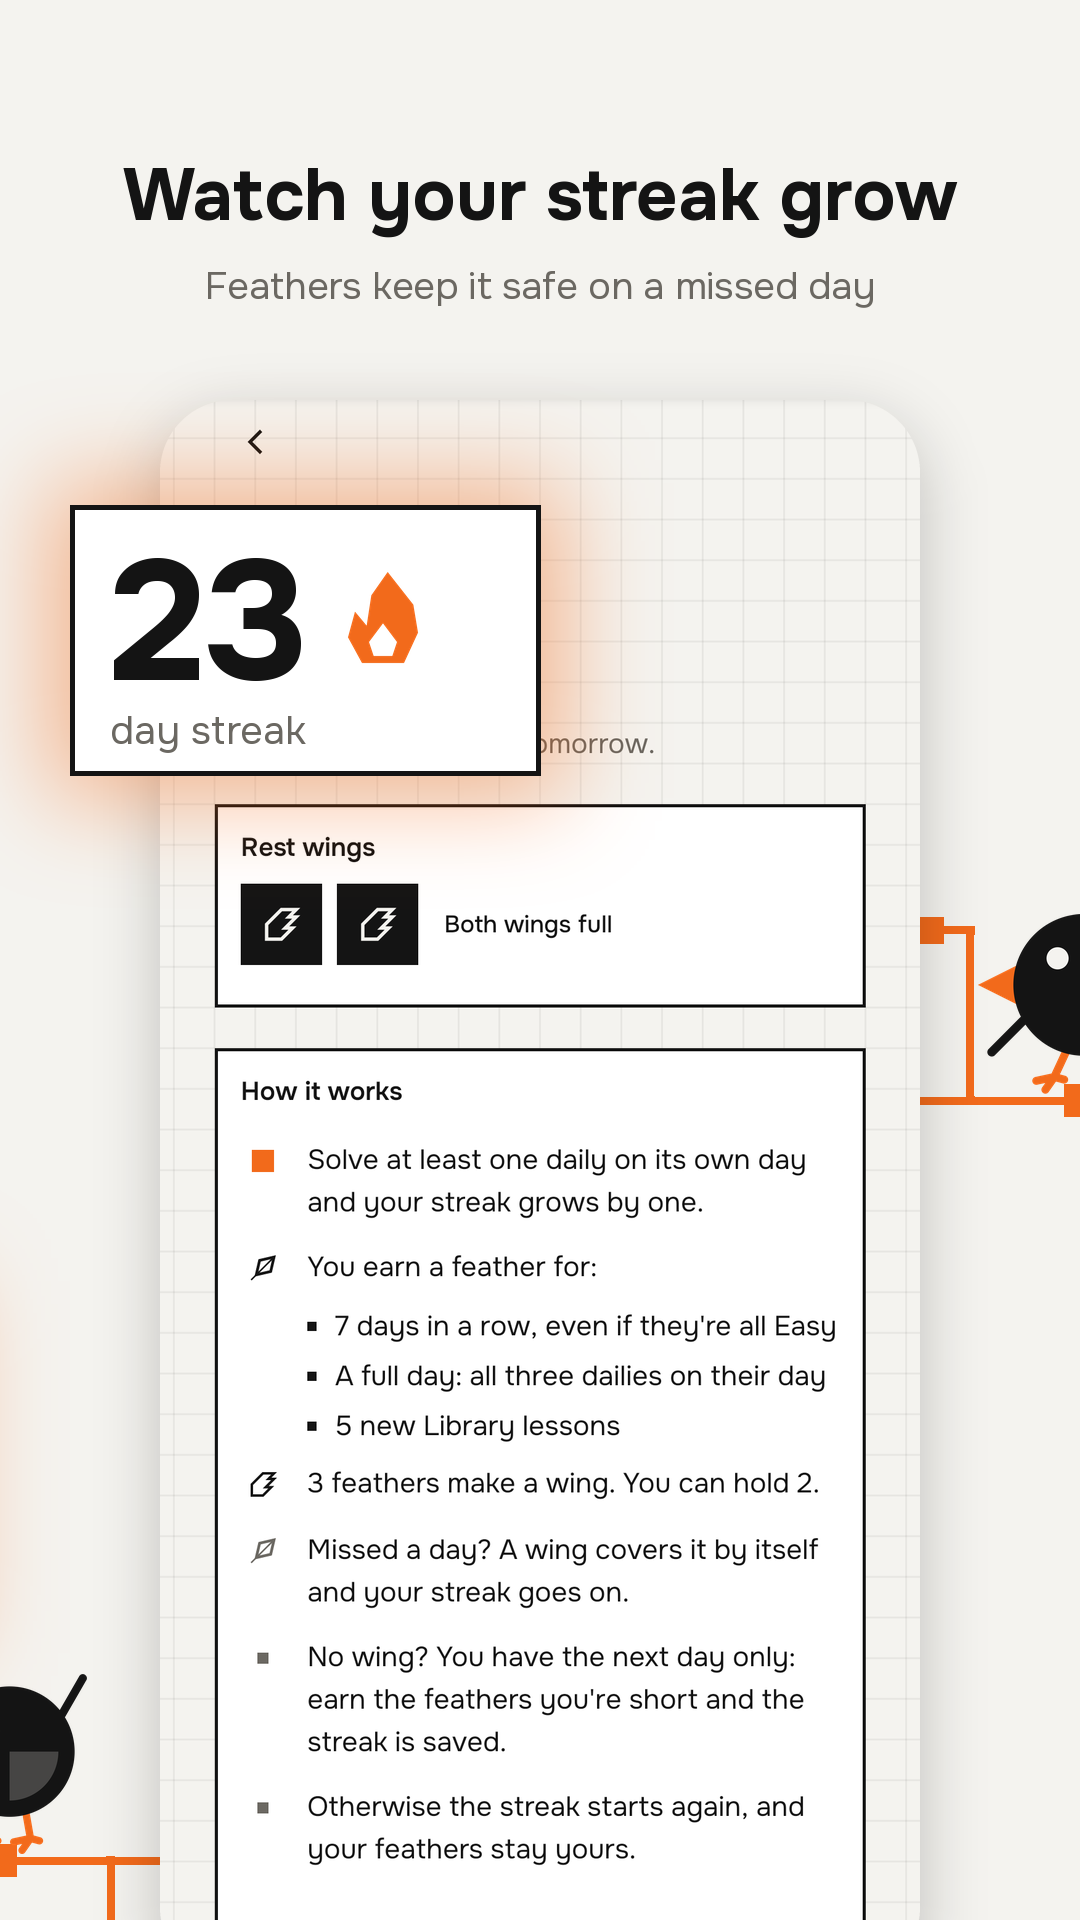 Watch your streak grow
Feathers keep it safe on a missed day
23
day streak
omorrow.
Rest wings
Both wings full
How it works
Solve at least one daily on its own day
and your streak grows by one.
You earn a feather for:
7 days in a row, even if they're all Easy
A full day: all three dailies on their day
5 new Library lessons
3 feathers make a wing. You can hold 2.
Missed a day? A wing covers it by itself
and your streak goes on.
No wing? You have the next day only:
earn the feathers you're short and the
streak is saved.
Otherwise the streak starts again, and
your feathers stay yours.